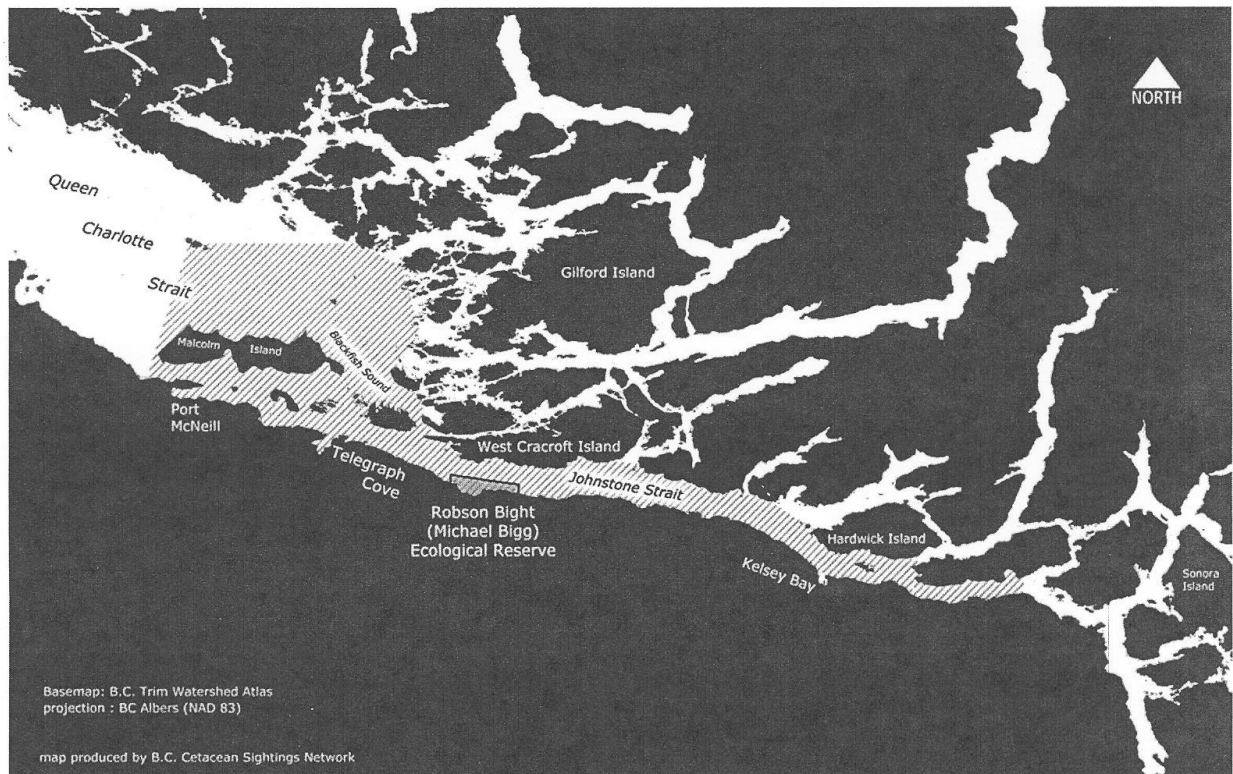 NORTH
Queen
Charlotte
Strait
Gilford Island
Malcolm Island
Blackfish Sound
Port
McNeill
Telegraph
Cove
West Cracroft Island
Johnstone Strait
Robson Bight
(Michael Bigg)
Ecological Reserve
Hardwick Island
Kelsey Bay
Sonora
Island
Basemap: B.C. Trim Watershed Atlas
projection : BC Albers (NAD 83)
map produced by B.C. Cetacean Sightings Network